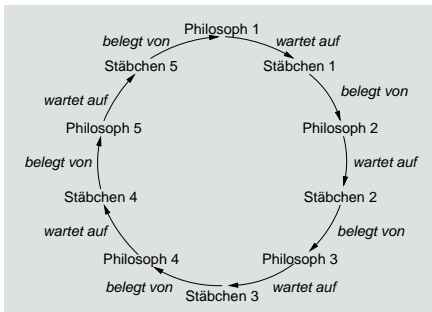 Philosoph 1
belegt von
wartet auf
Stäbchen 5
Stäbchen 1
wartet auf
belegt von
Philosoph 5
Philosoph 2
belegt von
wartet auf
Stäbchen 4
Stäbchen 2
wartet auf
belegt von
Philosoph 4
Philosoph 3
belegt von
wartet auf
Stäbchen 3